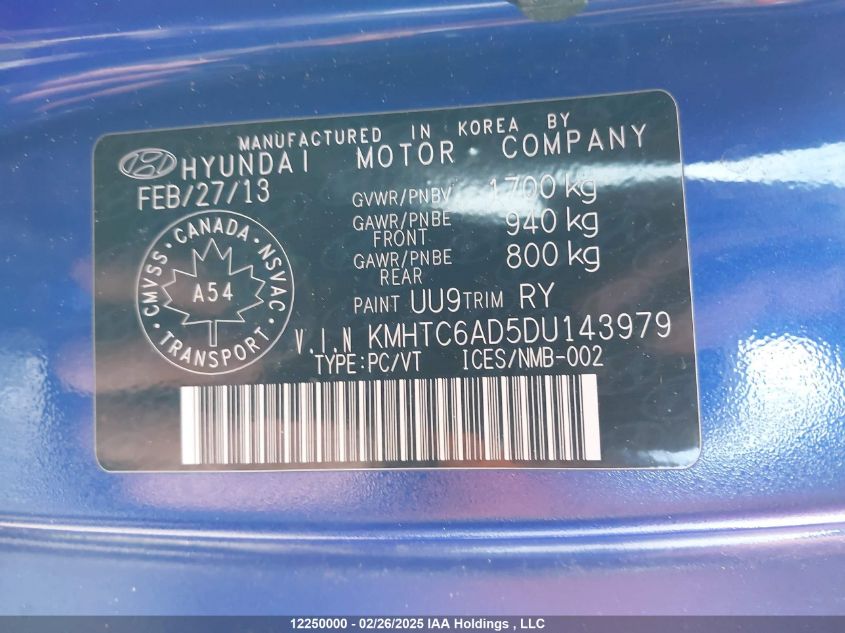 MANUFACTURED IN KOREA BY
HYUNDAI MOTOR COMPANY
FEB/27/13
GVWR/PNBV 1700 kg
GAWR/PNBE FRONT 940 kg
GAWR/PNBE REAR 800 kg
CMVSS · CANADA · NSVAC
A54
TRANSPORT
PAINT UU9 TRIM RY
V.I.N KMHTC6AD5DU143979
TYPE:PC/VT ICES/NMB-002
12250000 - 02/26/2025 IAA Holdings , LLC